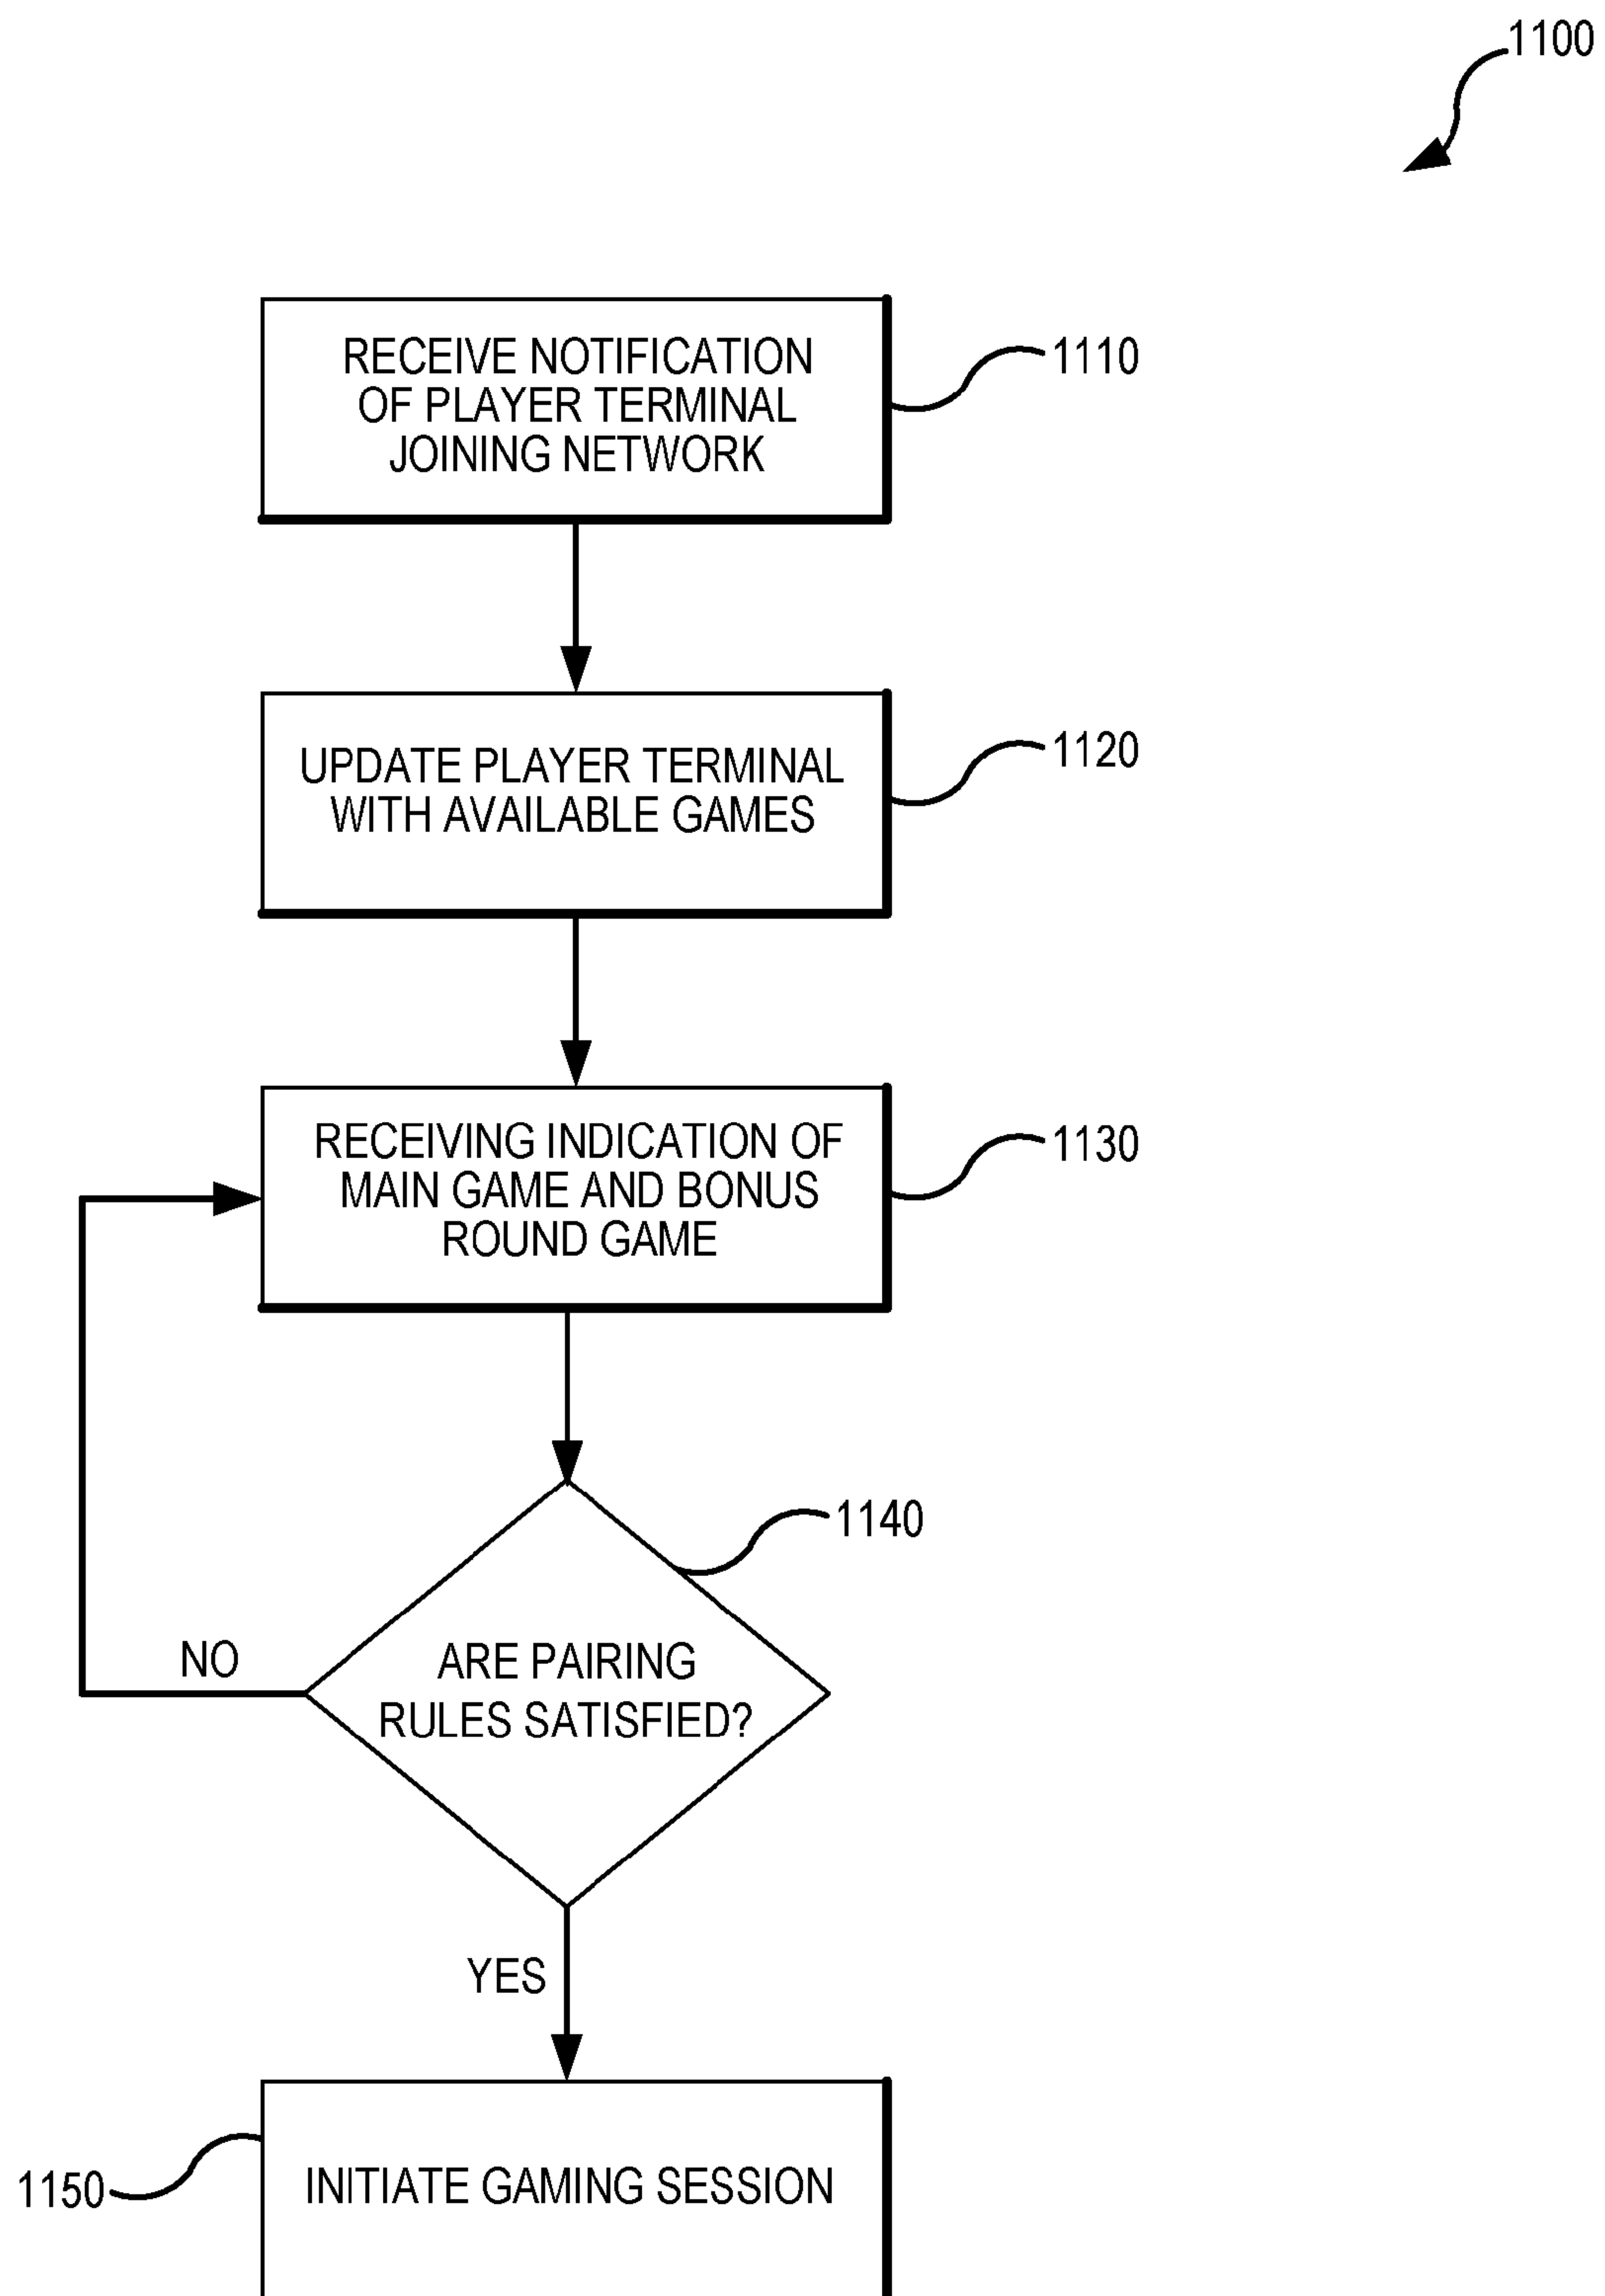 1100
RECEIVE NOTIFICATION
OF PLAYER TERMINAL
JOINING NETWORK
1110
UPDATE PLAYER TERMINAL
WITH AVAILABLE GAMES
1120
RECEIVING INDICATION OF
MAIN GAME AND BONUS
ROUND GAME
1130
1140
ARE PAIRING
RULES SATISFIED?
NO
YES
INITIATE GAMING SESSION
1150